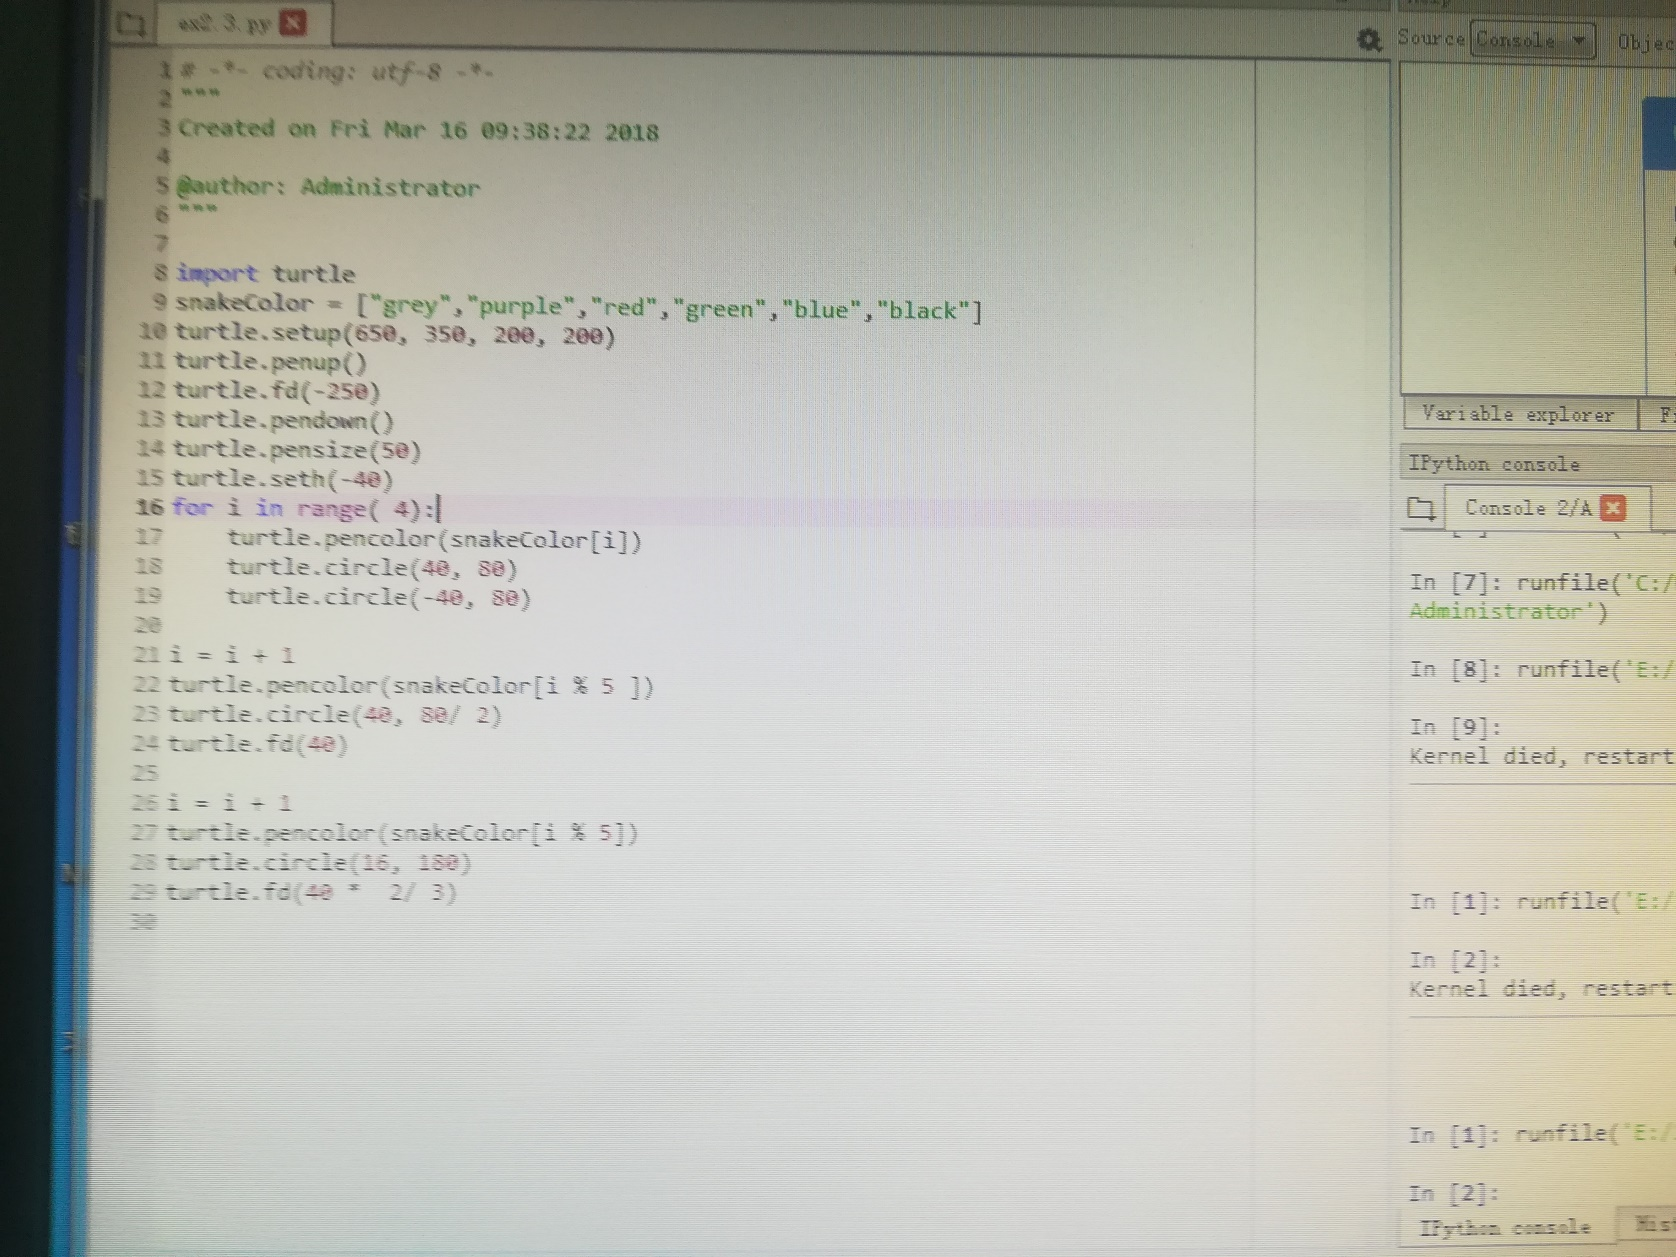 ex2.3.py
1 # -*- coding: utf-8 -*-
2 """
3 Created on Fri Mar 16 09:38:22 2018
4
5 @author: Administrator
6 """
7
8 import turtle
9 snakeColor = ["grey","purple","red","green","blue","black"]
10 turtle.setup(650, 350, 200, 200)
11 turtle.penup()
12 turtle.fd(-250)
13 turtle.pendown()
14 turtle.pensize(50)
15 turtle.seth(-40)
16 for i in range( 4):
17     turtle.pencolor(snakeColor[i])
18     turtle.circle(40, 80)
19     turtle.circle(-40, 80)
20
21 i = i + 1
22 turtle.pencolor(snakeColor[i % 5 ])
23 turtle.circle(40, 80/ 2)
24 turtle.fd(40)
25
26 i = i + 1
27 turtle.pencolor(snakeColor[i % 5])
28 turtle.circle(16, 180)
29 turtle.fd(40 *  2/ 3)
30
Source Console Objec
Variable explorer
IPython console
Console 2/A
In [7]: runfile('C:/
Administrator')
In [8]: runfile('E:/
In [9]:
Kernel died, restart
In [1]: runfile('E:/
In [2]:
Kernel died, restart
In [1]: runfile('E:/
In [2]:
IPython console Hist